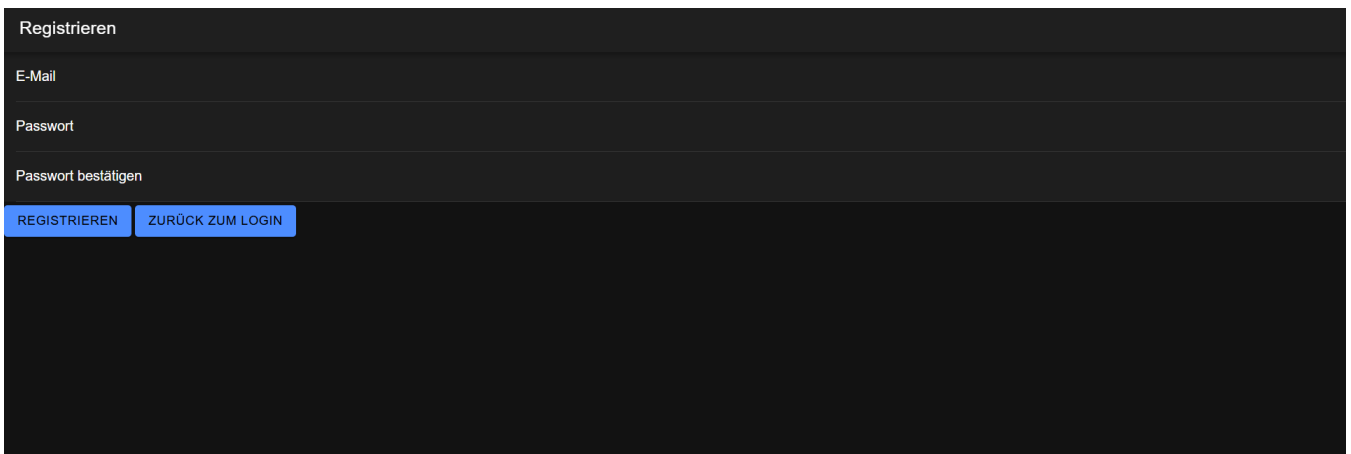 Registrieren
E-Mail
Passwort
Passwort bestätigen
REGISTRIEREN ZURÜCK ZUM LOGIN